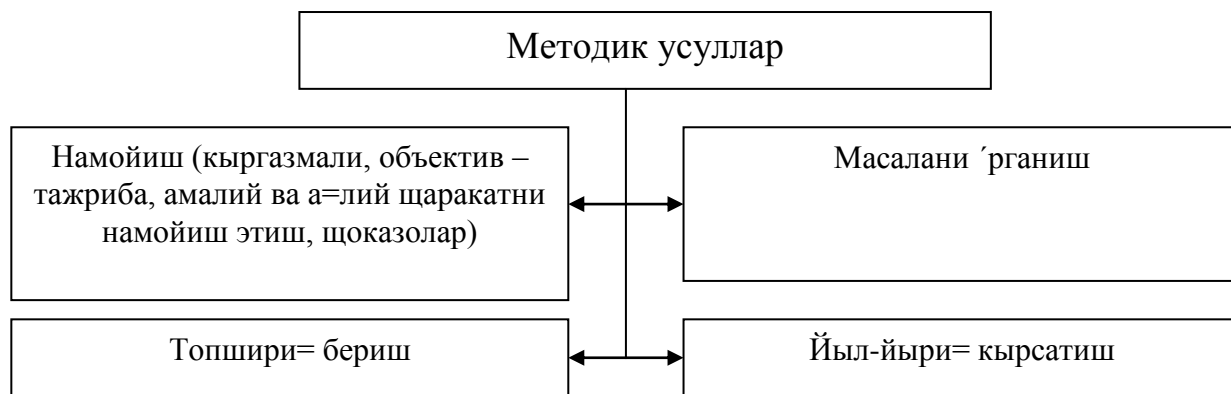 Методик усуллар
Намойиш (кыргазмали, объектив –
тажриба, амалий ва а=лий щаракатни
намойиш этиш, щоказолар)
Масалани ´рганиш
Топшири= бериш
Йыл-йыри= кырсатиш